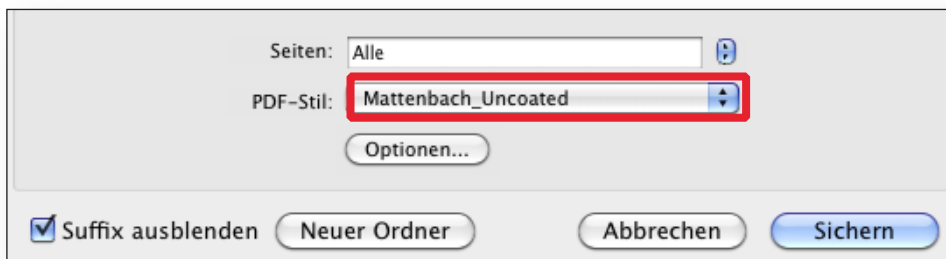 Seiten: Alle
PDF-Stil: Mattenbach_Uncoated
Optionen...
Suffix ausblenden Neuer Ordner Abbrechen Sichern